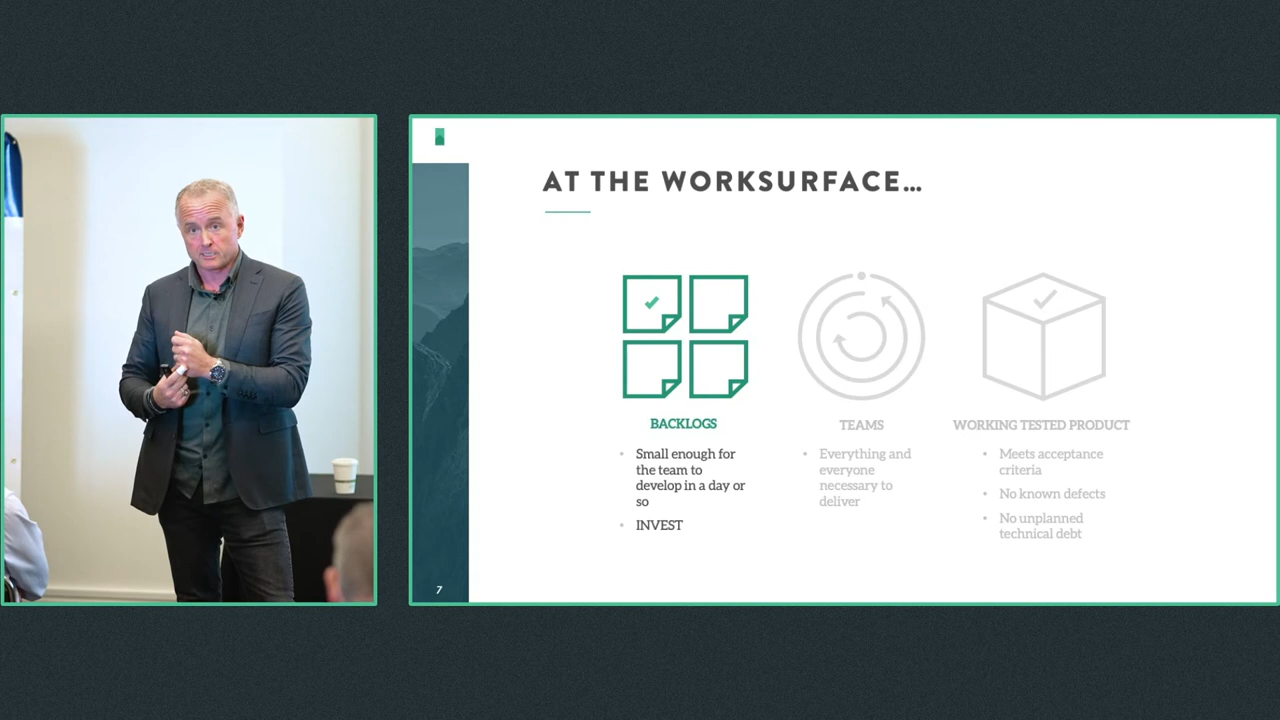 AT THE WORKSURFACE…
BACKLOGS
• Small enough for
the team to
develop in a day or
so
• INVEST
TEAMS
• Everything and
everyone
necessary to
deliver
WORKING TESTED PRODUCT
• Meets acceptance
criteria
• No known defects
• No unplanned
technical debt
7